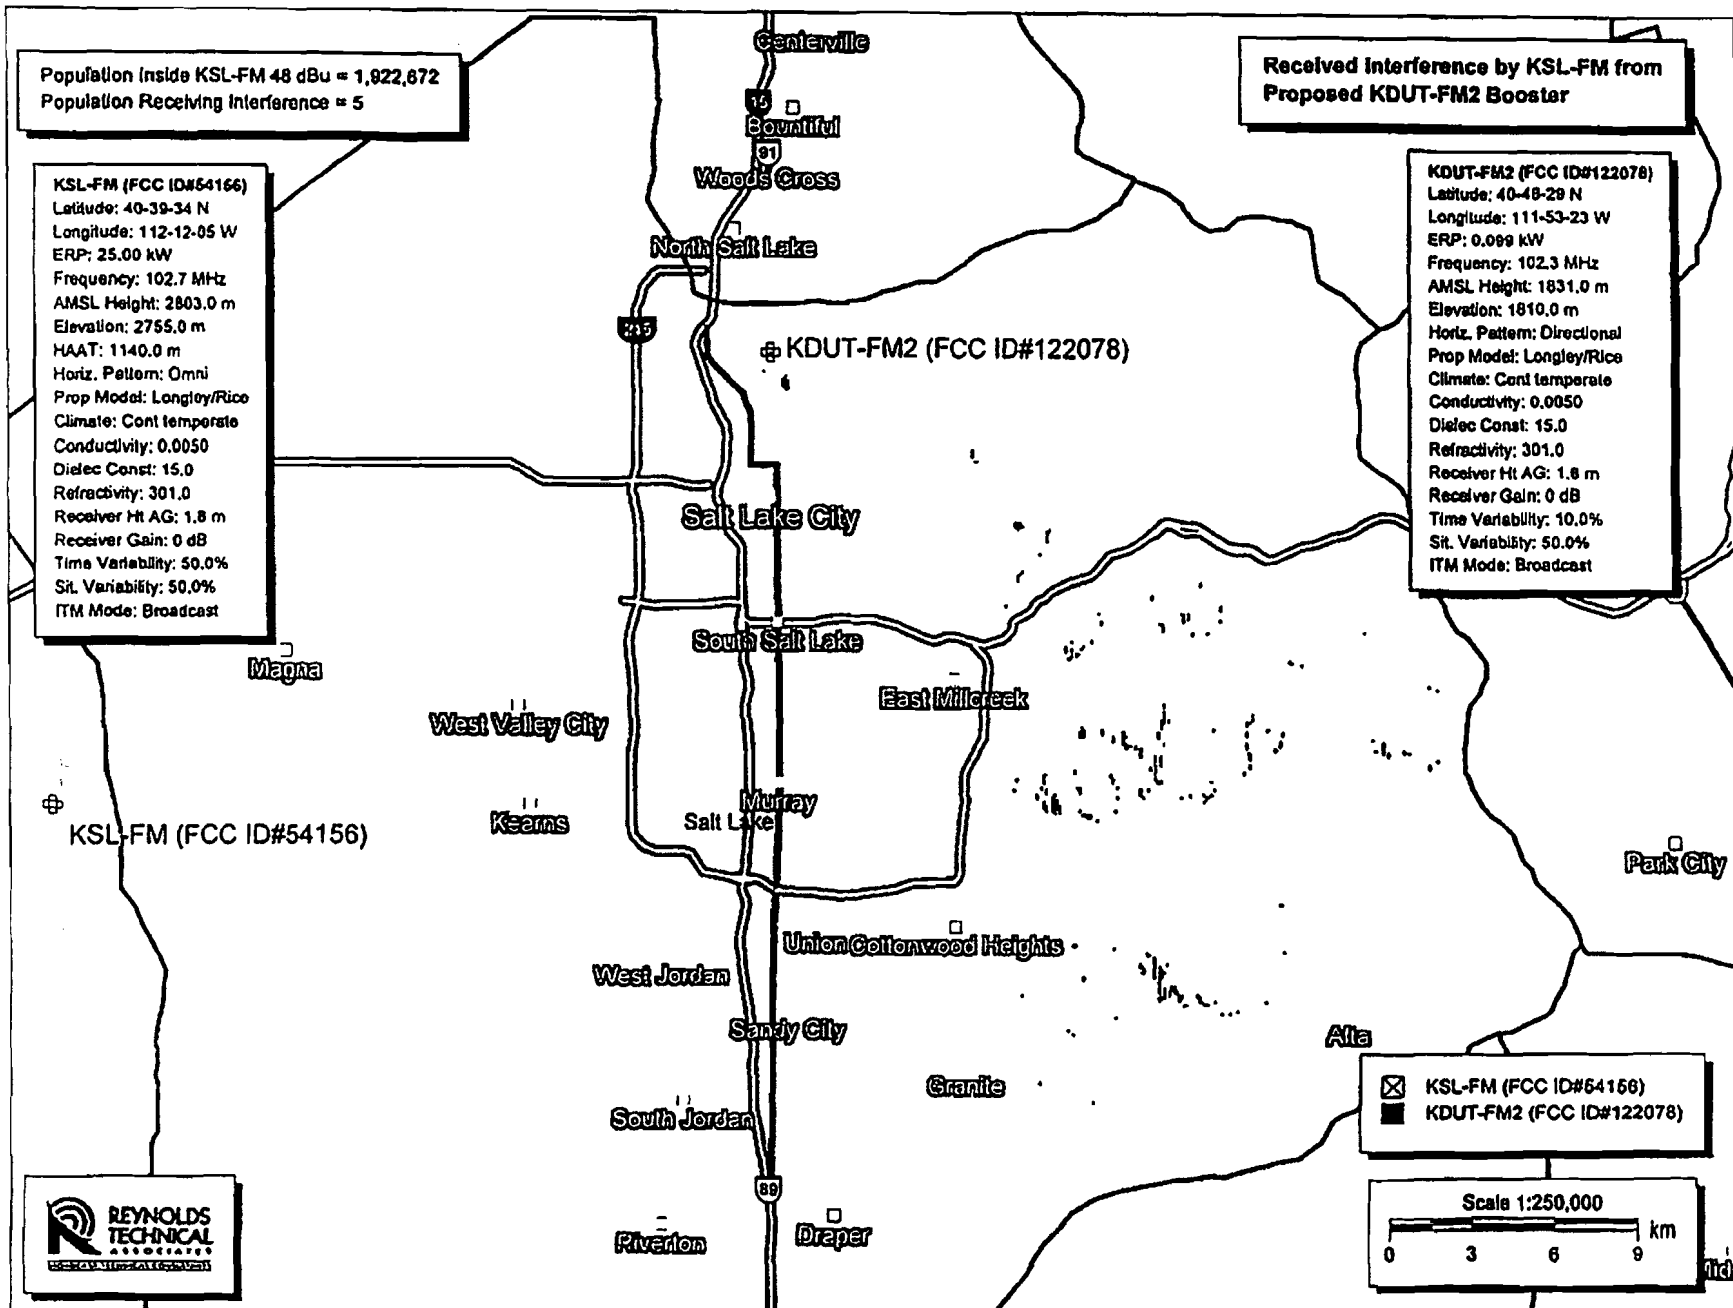 Population Inside KSL-FM 48 dBu = 1,922,672
Population Receiving Interference = 5
Received Interference by KSL-FM from
Proposed KDUT-FM2 Booster
KSL-FM (FCC ID#54156)
Latitude: 40-39-34 N
Longitude: 112-12-05 W
ERP: 25.00 kW
Frequency: 102.7 MHz
AMSL Height: 2803.0 m
Elevation: 2755.0 m
HAAT: 1140.0 m
Horiz. Pattern: Omni
Prop Model: Longley/Rice
Climate: Cont temperate
Conductivity: 0.0050
Dielec Const: 15.0
Refractivity: 301.0
Receiver Ht AG: 1.8 m
Receiver Gain: 0 dB
Time Variability: 50.0%
Sit. Variability: 50.0%
ITM Mode: Broadcast
KDUT-FM2 (FCC ID#122078)
Latitude: 40-48-29 N
Longitude: 111-53-23 W
ERP: 0.099 kW
Frequency: 102.3 MHz
AMSL Height: 1831.0 m
Elevation: 1810.0 m
Horiz. Pattern: Directional
Prop Model: Longley/Rice
Climate: Cont temperate
Conductivity: 0.0050
Dielec Const: 15.0
Refractivity: 301.0
Receiver Ht AG: 1.8 m
Receiver Gain: 0 dB
Time Variability: 10.0%
Sit. Variability: 50.0%
ITM Mode: Broadcast
Centerville
15
Bountiful
91
Woods Cross
North Salt Lake
215
KDUT-FM2 (FCC ID#122078)
Salt Lake City
South Salt Lake
Magna
East Millcreek
West Valley City
Murray
Kearns
Salt Lake
KSL-FM (FCC ID#54156)
Park City
Union
Cottonwood Heights
West Jordan
Sandy City
Alta
Granite
South Jordan
89
Riverton
Draper
KSL-FM (FCC ID#54156)
KDUT-FM2 (FCC ID#122078)
Scale 1:250,000
km
0 3 6 9
REYNOLDS
TECHNICAL
ASSOCIATES